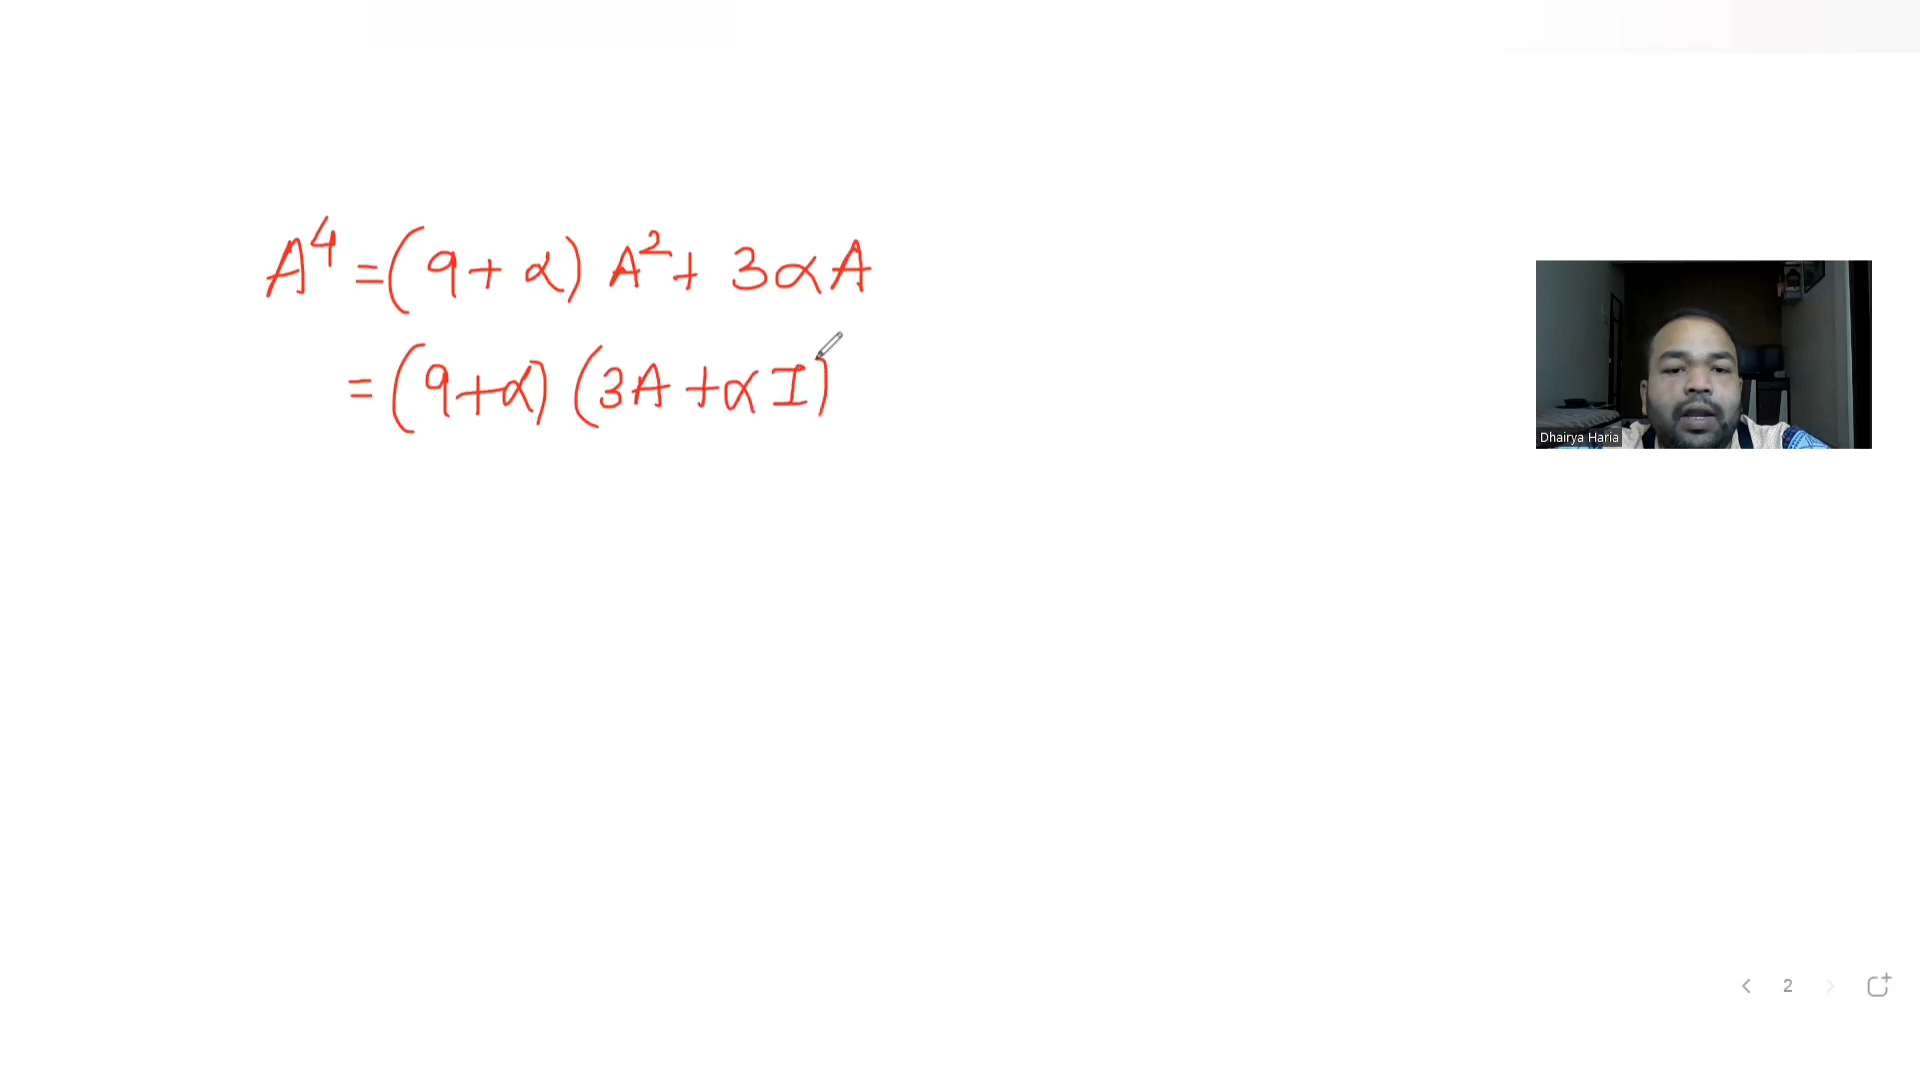 A⁴ = (9 + α) A² + 3αA
= (9+α) (3A + αI)
Dhairya Haria
2